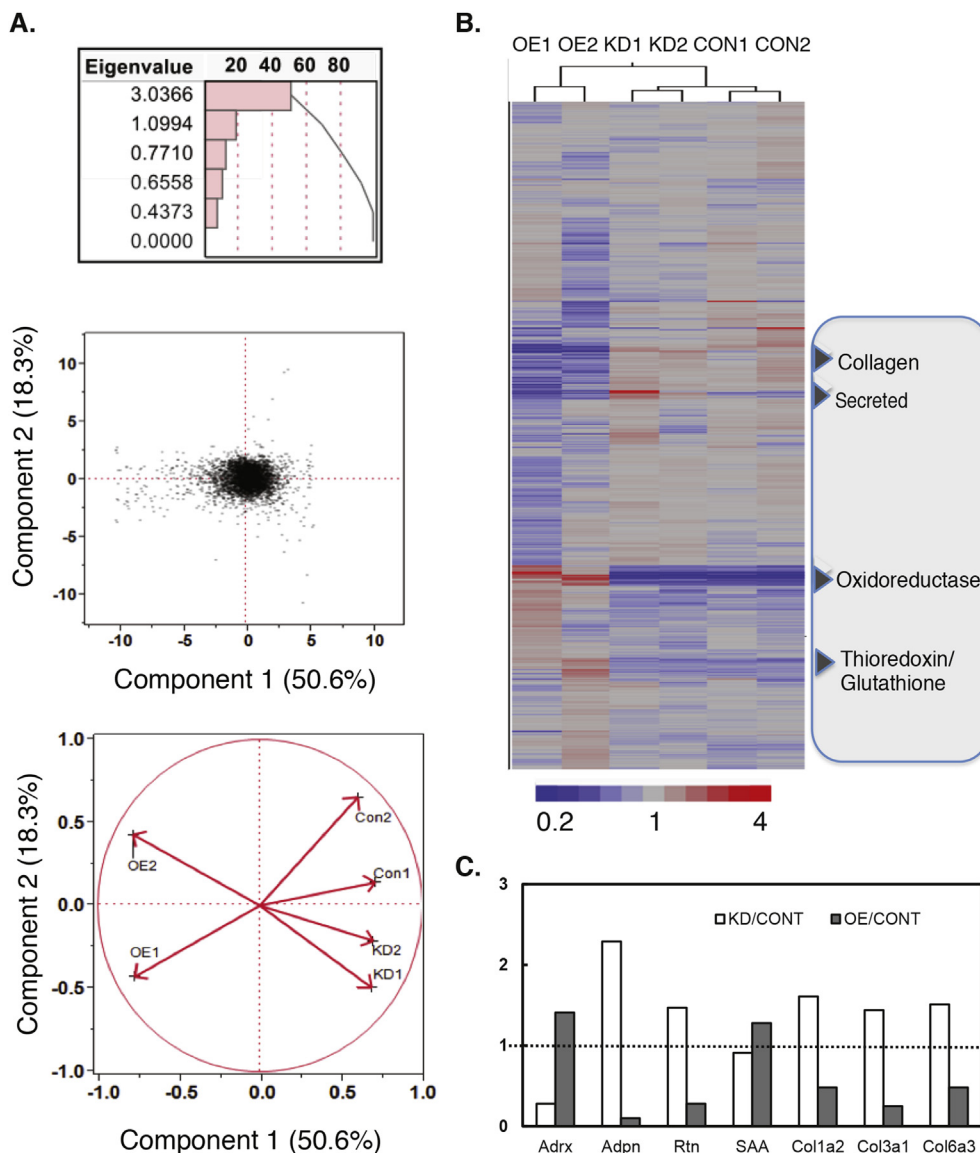 A.
Eigenvalue 20 40 60 80
3.0366
1.0994
0.7710
0.6558
0.4373
0.0000
Component 2 (18.3%)
10
5
0
-5
-10
-10 -5 0 5 10
Component 1 (50.6%)
Component 2 (18.3%)
1.0
0.5
0.0
-0.5
-1.0
Con2
OE2
Con1
OE1
KD2
KD1
-1.0 -0.5 0.0 0.5 1.0
Component 1 (50.6%)
B.
OE1 OE2 KD1 KD2 CON1 CON2
Collagen
Secreted
Oxidoreductase
Thioredoxin/
Glutathione
0.2 1 4
C.
3
2
1
0
KD/CONT OE/CONT
Adrx Adpn Rtn SAA Col1a2 Col3a1 Col6a3